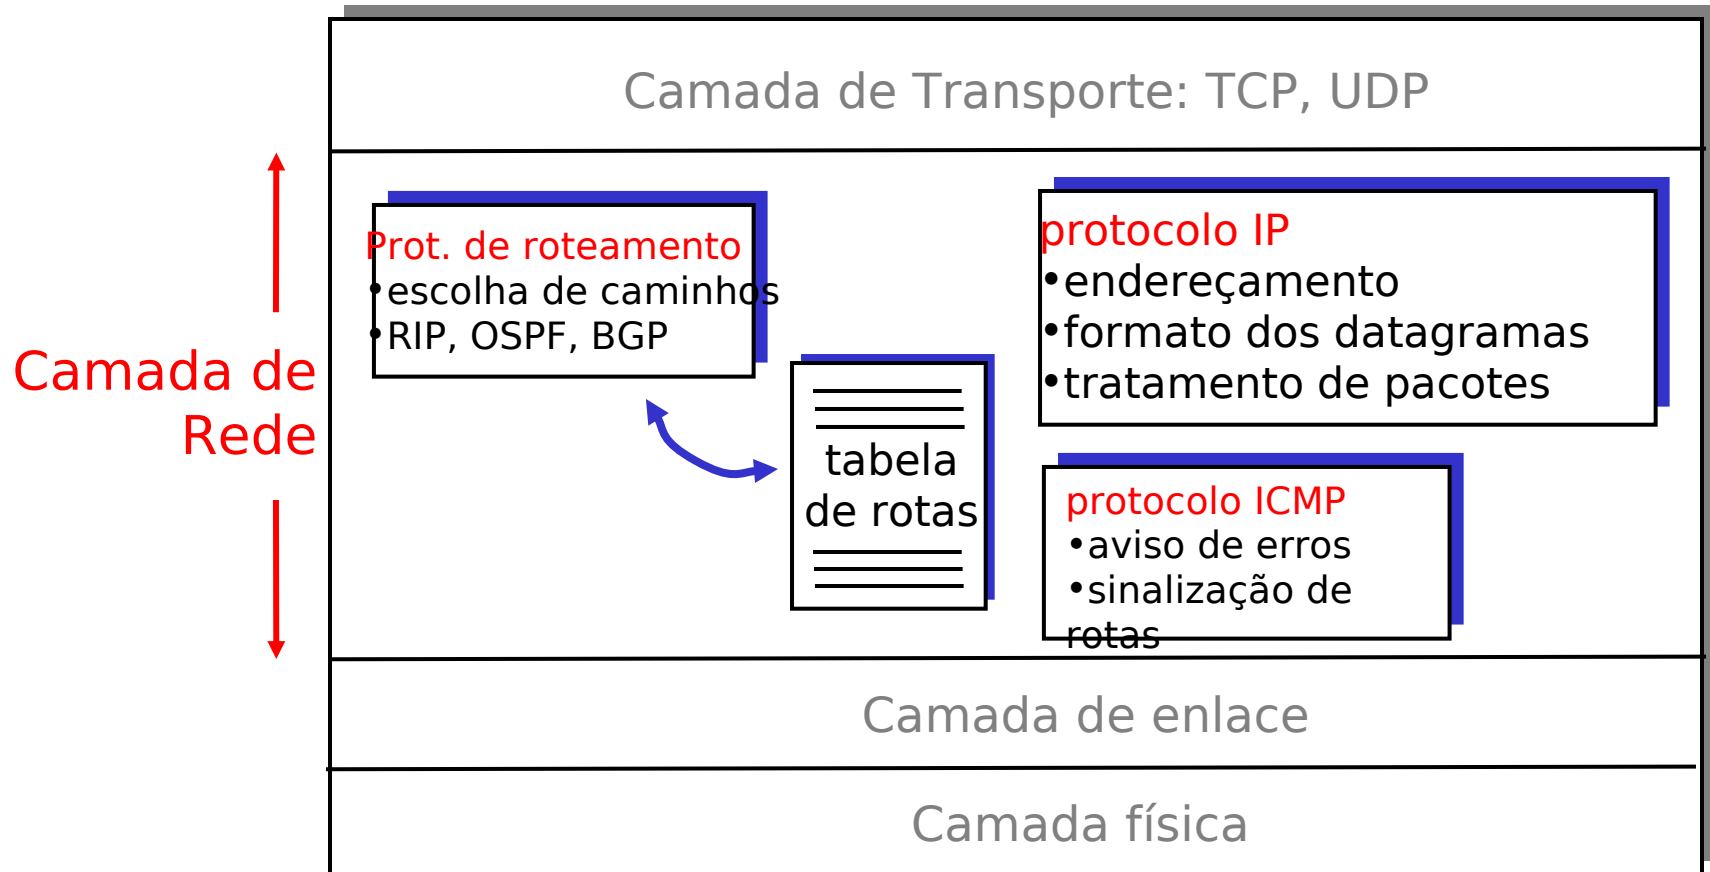 Camada de Transporte: TCP, UDP
Prot. de roteamento
•escolha de caminhos
•RIP, OSPF, BGP
protocolo IP
•endereçamento
•formato dos datagramas
•tratamento de pacotes
Camada de
Rede
tabela
de rotas
protocolo ICMP
•aviso de erros
•sinalização de
rotas
Camada de enlace
Camada física